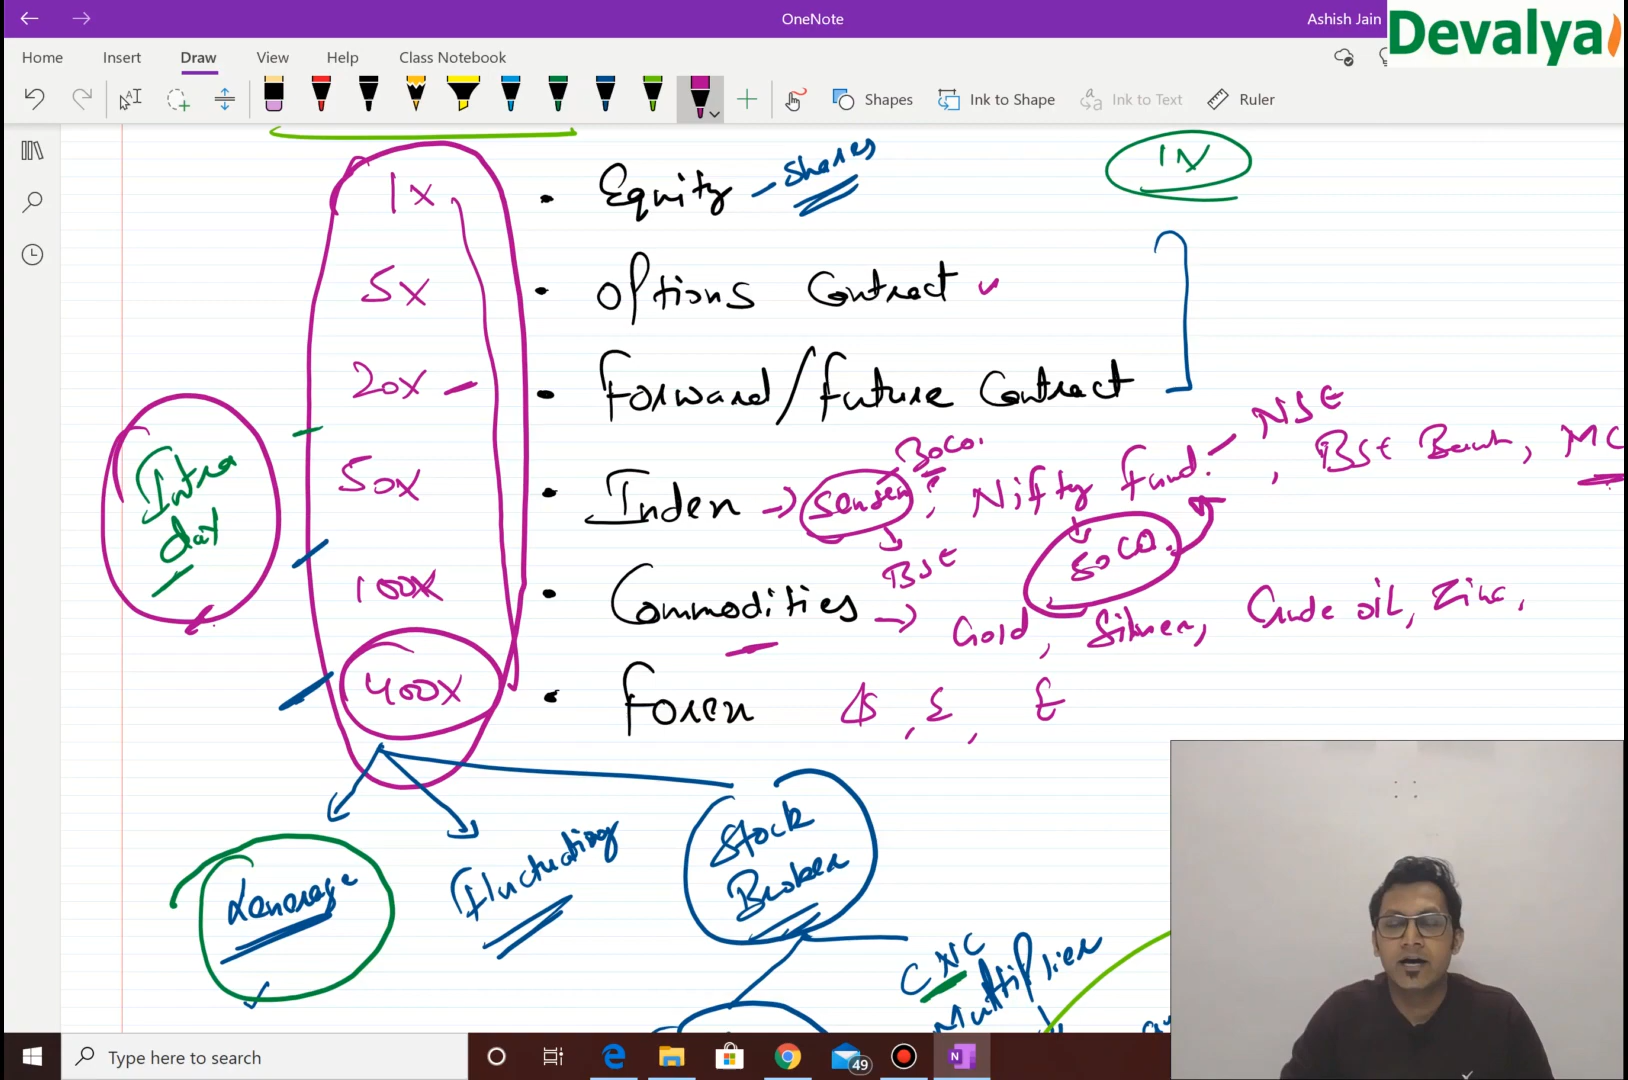 OneNote
Ashish Jain
Devalya
Home Insert Draw View Help Class Notebook
Shapes Ink to Shape Ink to Text Ruler
1x • Equity - Shares
1N
5x • Options Contract
20x - • Forward/Future Contract
NSE
50x • Index → Sensex, Nifty Fund. , BSE Bank, MC
30CO.
Intra
day
BSE
50CO.
100x • Commodities → Gold, Silver, Crude oil, Zinc,
400x • Forex $, £, £
Leverage
Fluctuating
Stock
Broker
CNC
Multiplier
Type here to search
49